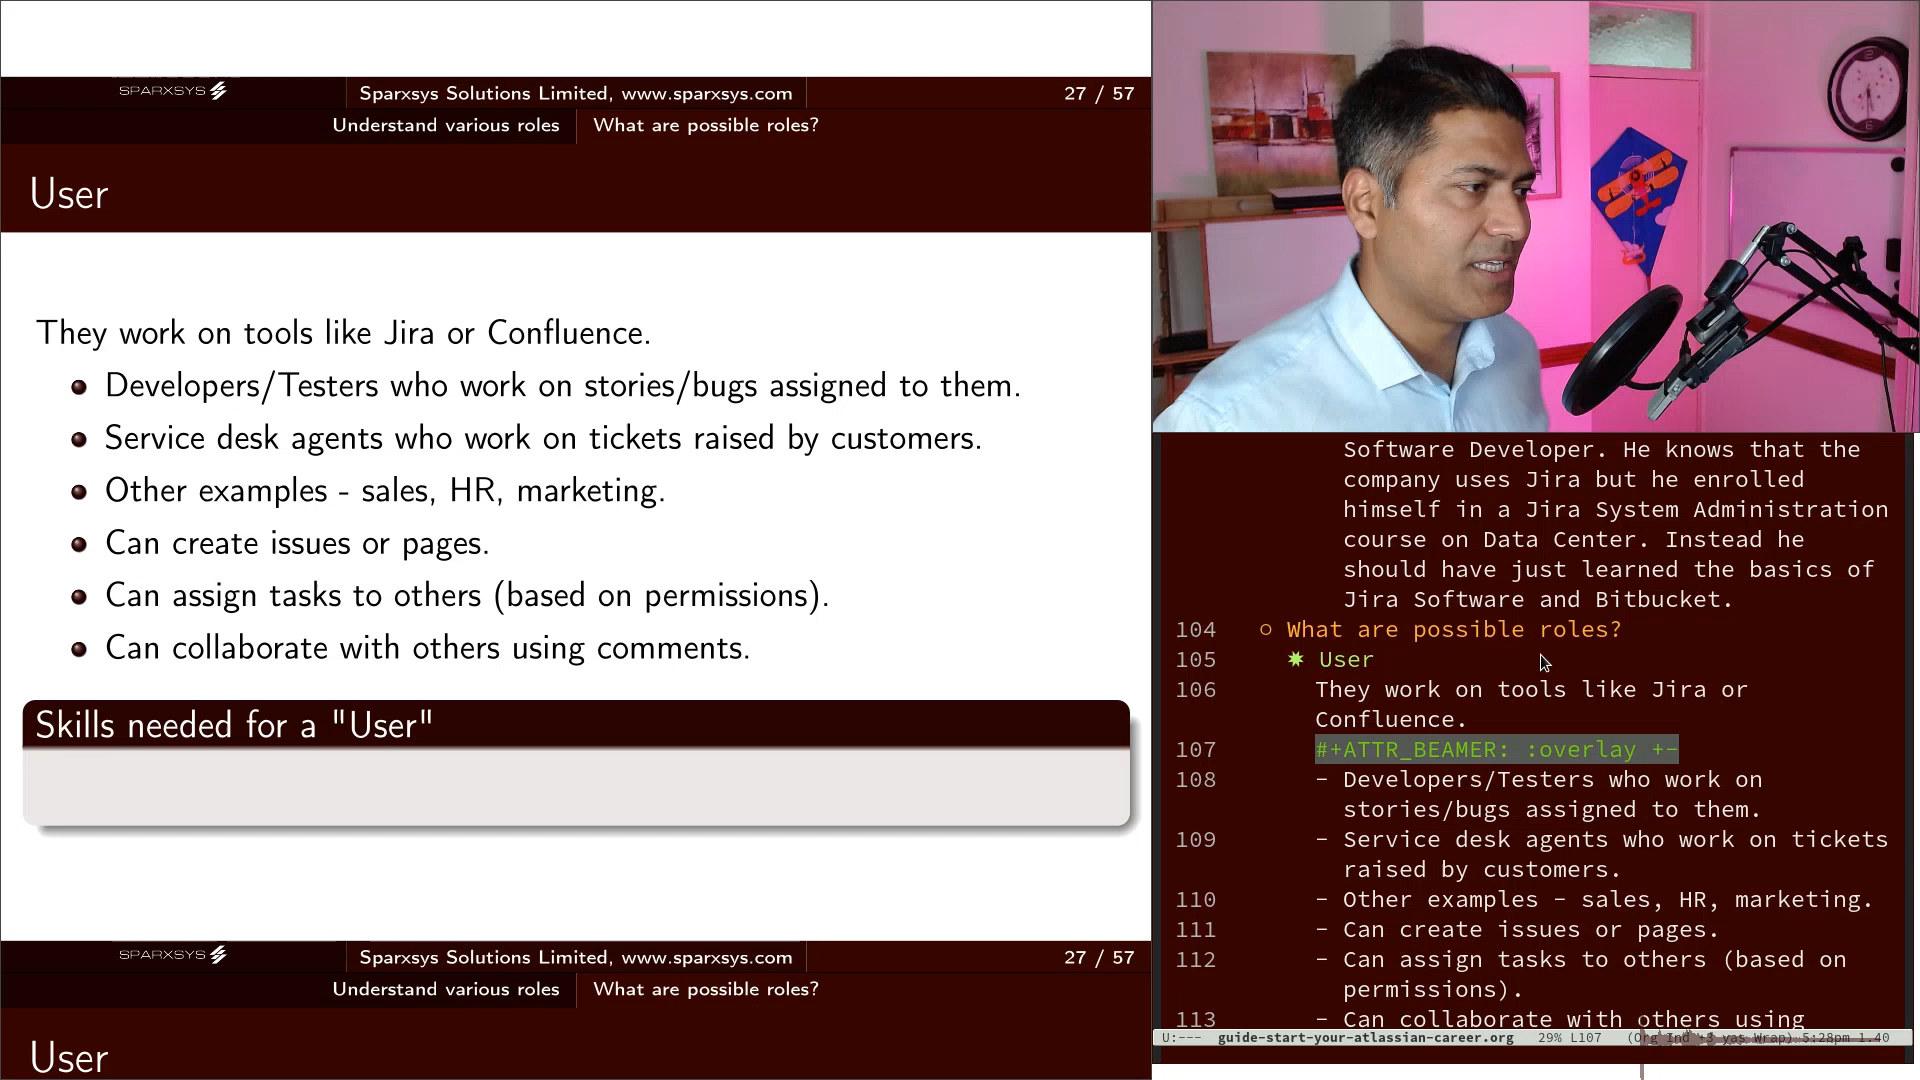 SPARXSYS
Sparxsys Solutions Limited, www.sparxsys.com
27 / 57
Understand various roles
What are possible roles?
User
They work on tools like Jira or Confluence.
Developers/Testers who work on stories/bugs assigned to them.
Service desk agents who work on tickets raised by customers.
Other examples - sales, HR, marketing.
Can create issues or pages.
Can assign tasks to others (based on permissions).
Can collaborate with others using comments.
Skills needed for a "User"
SPARXSYS
Sparxsys Solutions Limited, www.sparxsys.com
27 / 57
Understand various roles
What are possible roles?
User
Software Developer. He knows that the
company uses Jira but he enrolled
himself in a Jira System Administration
course on Data Center. Instead he
should have just learned the basics of
Jira Software and Bitbucket.
104 What are possible roles?
105 User
106 They work on tools like Jira or
Confluence.
107 #+ATTR_BEAMER: :overlay +-
108 - Developers/Testers who work on
stories/bugs assigned to them.
109 - Service desk agents who work on tickets
raised by customers.
110 - Other examples - sales, HR, marketing.
111 - Can create issues or pages.
112 - Can assign tasks to others (based on
permissions).
113 - Can collaborate with others using
U:--- guide-start-your-atlassian-career.org 29% L107 (Org Ind +3 yas Wrap) 5:28pm 1.40